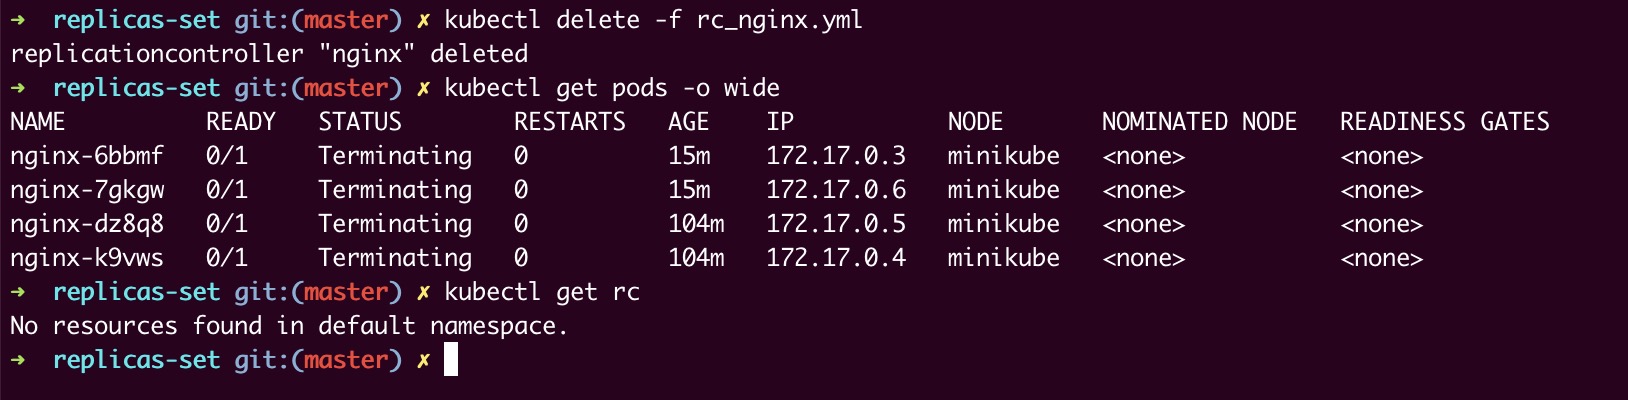 ➜  replicas-set git:(master) ✗ kubectl delete -f rc_nginx.yml
replicationcontroller "nginx" deleted
➜  replicas-set git:(master) ✗ kubectl get pods -o wide
NAME          READY   STATUS        RESTARTS   AGE    IP           NODE       NOMINATED NODE   READINESS GATES
nginx-6bbmf   0/1     Terminating   0          15m    172.17.0.3   minikube   <none>           <none>
nginx-7gkgw   0/1     Terminating   0          15m    172.17.0.6   minikube   <none>           <none>
nginx-dz8q8   0/1     Terminating   0          104m   172.17.0.5   minikube   <none>           <none>
nginx-k9vws   0/1     Terminating   0          104m   172.17.0.4   minikube   <none>           <none>
➜  replicas-set git:(master) ✗ kubectl get rc
No resources found in default namespace.
➜  replicas-set git:(master) ✗